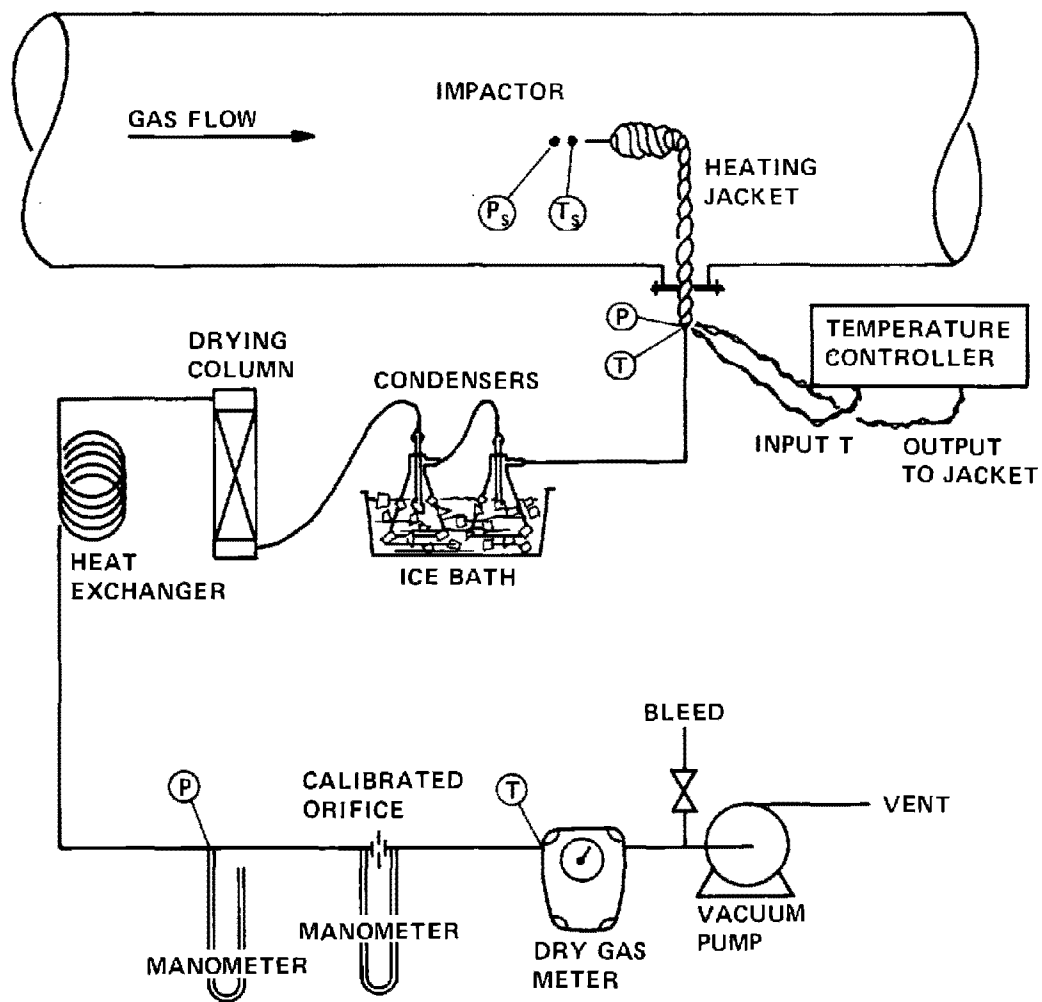 IMPACTOR
GAS FLOW
HEATING
JACKET
Ps
Ts
P
T
TEMPERATURE
CONTROLLER
INPUT T
OUTPUT
TO JACKET
DRYING
COLUMN
CONDENSERS
ICE BATH
HEAT
EXCHANGER
BLEED
P
CALIBRATED
ORIFICE
T
VENT
MANOMETER
MANOMETER
DRY GAS
METER
VACUUM
PUMP